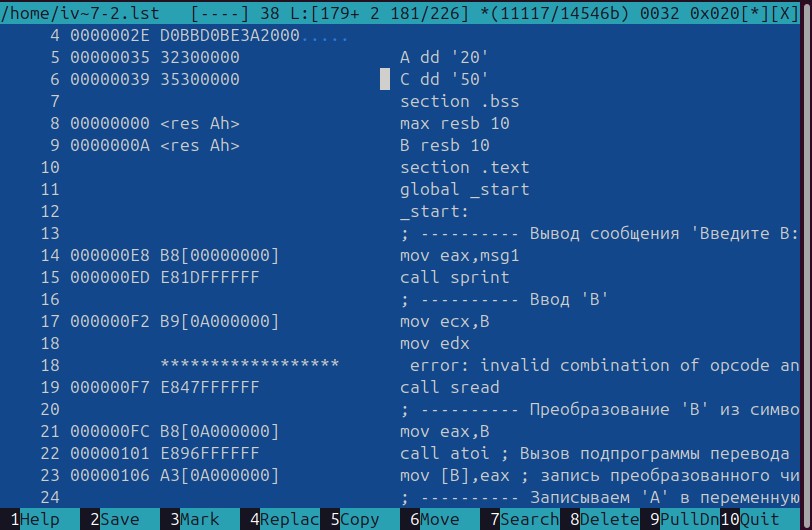 /home/iv~7-2.lst [----] 38 L:[179+ 2 181/226] *(11117/14546b) 0032 0x020[*][X]
4 0000002E D0BBD0BE3A2000.....
5 00000035 32300000 A dd '20'
6 00000039 35300000 C dd '50'
7 section .bss
8 00000000 <res Ah> max resb 10
9 0000000A <res Ah> B resb 10
10 section .text
11 global _start
12 _start:
13 ; ---------- Вывод сообщения 'Введите B:
14 000000E8 B8[00000000] mov eax,msg1
15 000000ED E81DFFFFFF call sprint
16 ; ---------- Ввод 'B'
17 000000F2 B9[0A000000] mov ecx,B
18 mov edx
18 ****************** error: invalid combination of opcode an
19 000000F7 E847FFFFFF call sread
20 ; ---------- Преобразование 'B' из симво
21 000000FC B8[0A000000] mov eax,B
22 00000101 E896FFFFFF call atoi ; Вызов подпрограммы перевода
23 00000106 A3[0A000000] mov [B],eax ; запись преобразованного чи
24 ; ---------- Записываем 'A' в переменную
1Help 2Save 3Mark 4Replac 5Copy 6Move 7Search 8Delete 9PullDn 10Quit